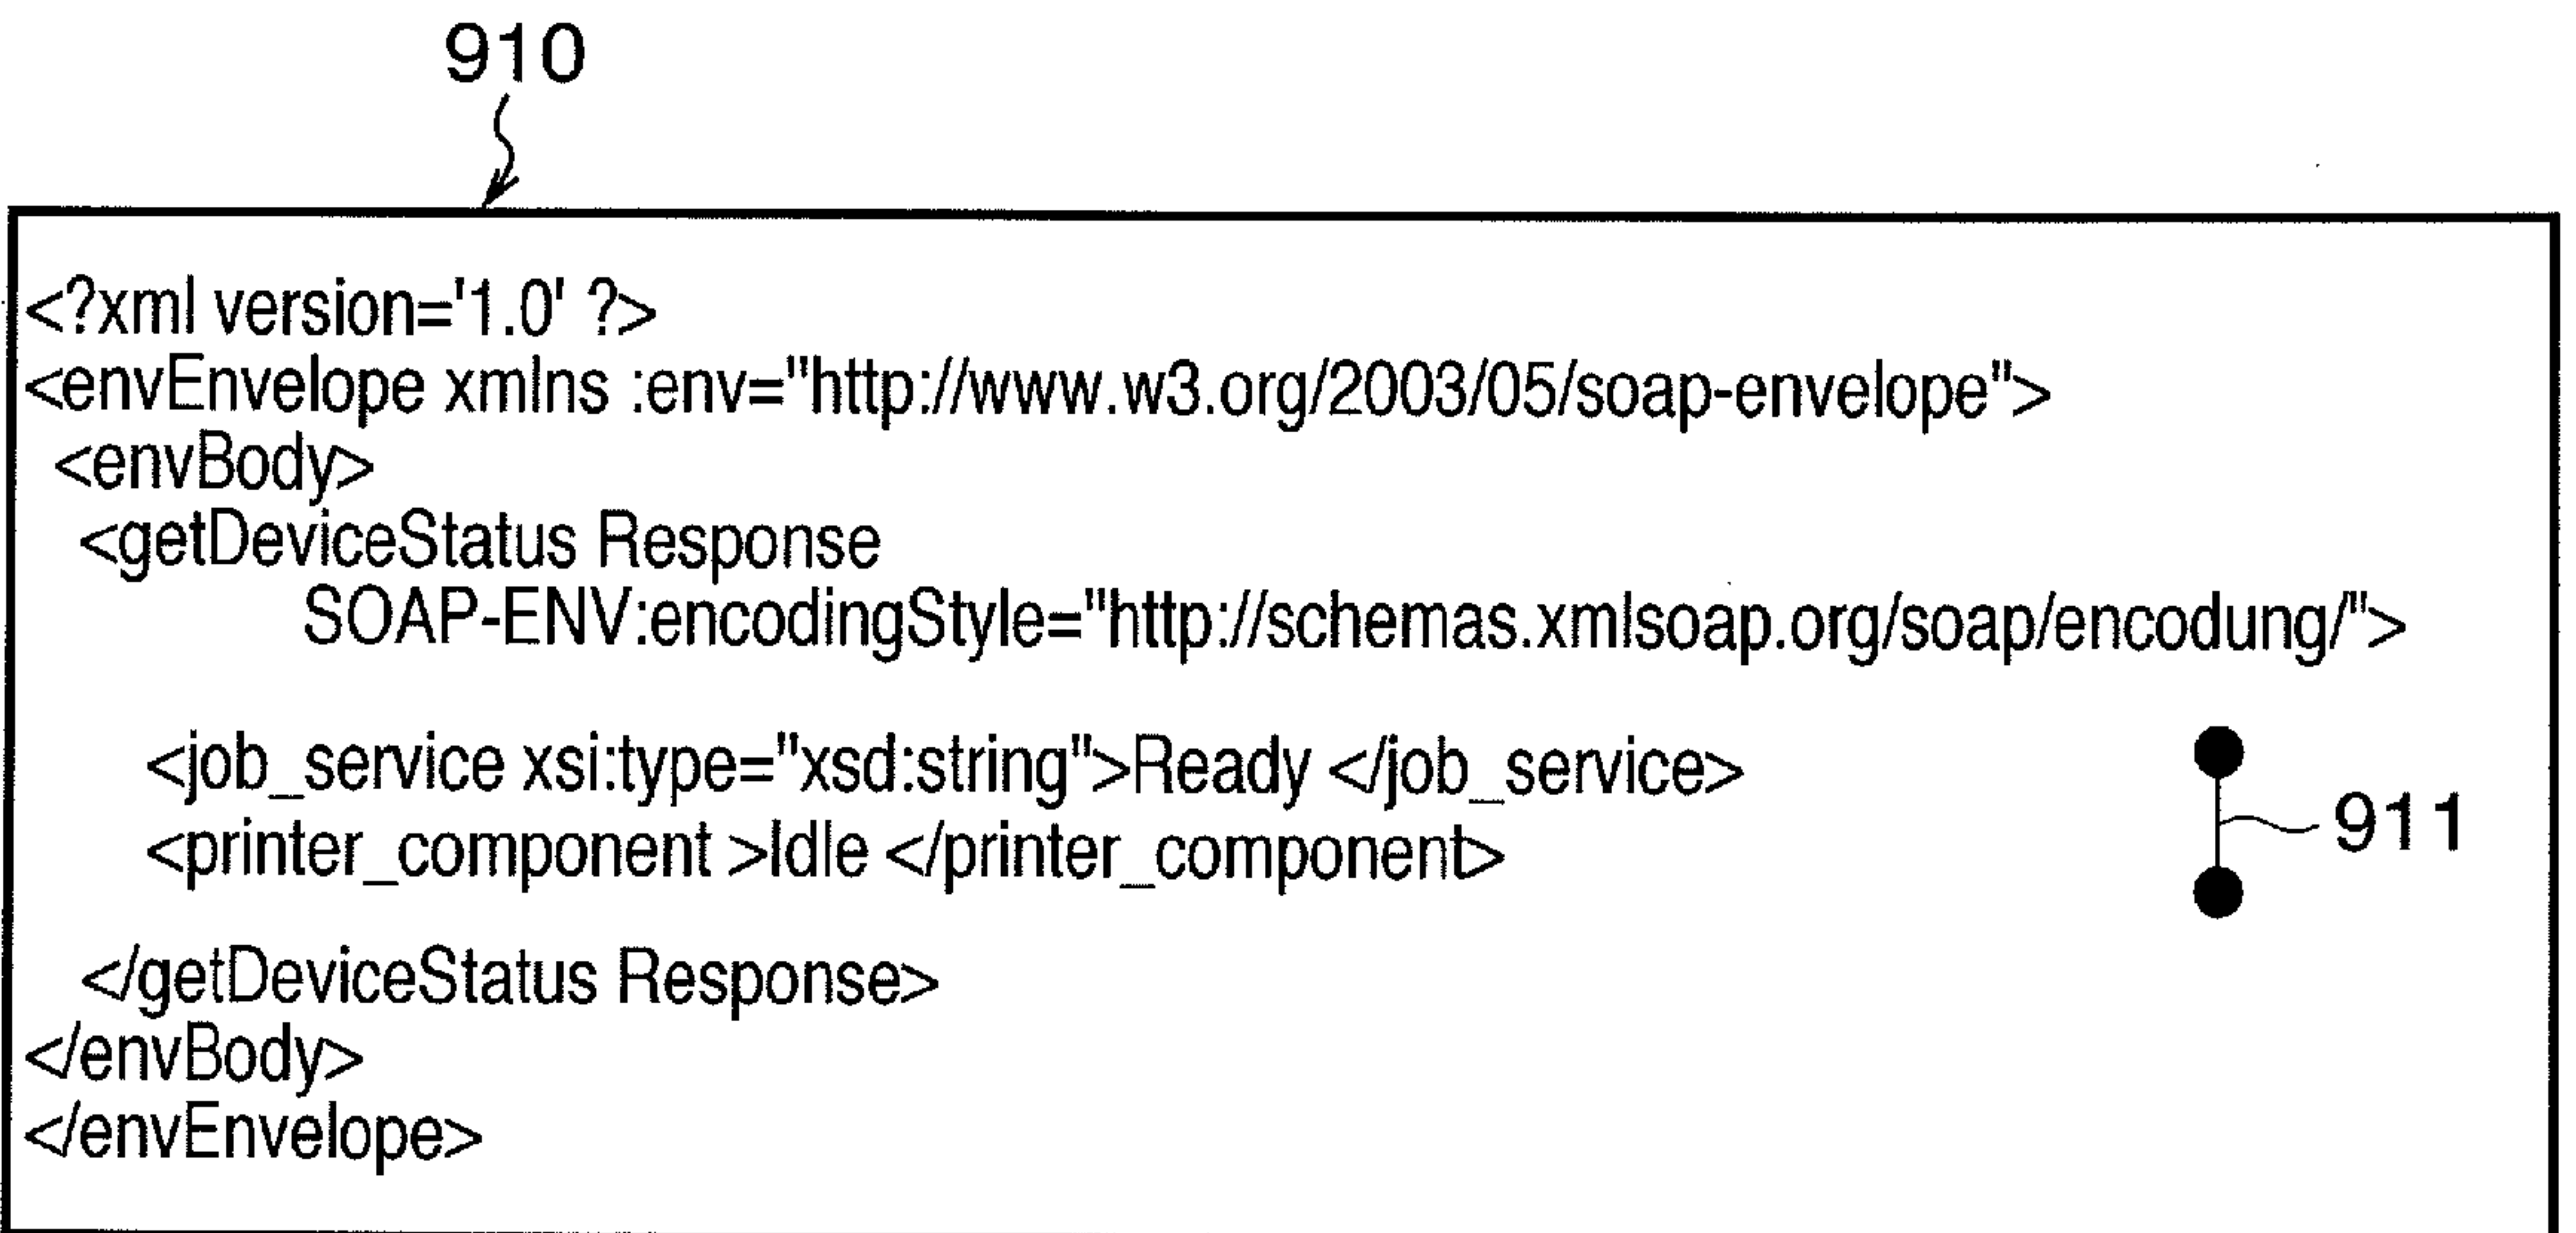 910
<?xml version='1.0' ?>
<envEnvelope xmlns :env="http://www.w3.org/2003/05/soap-envelope">
<envBody>
<getDeviceStatus Response
SOAP-ENV:encodingStyle="http://schemas.xmlsoap.org/soap/encodung/">
<job_service xsi:type="xsd:string">Ready </job_service>
<printer_component >Idle </printer_component>
911
</getDeviceStatus Response>
</envBody>
</envEnvelope>